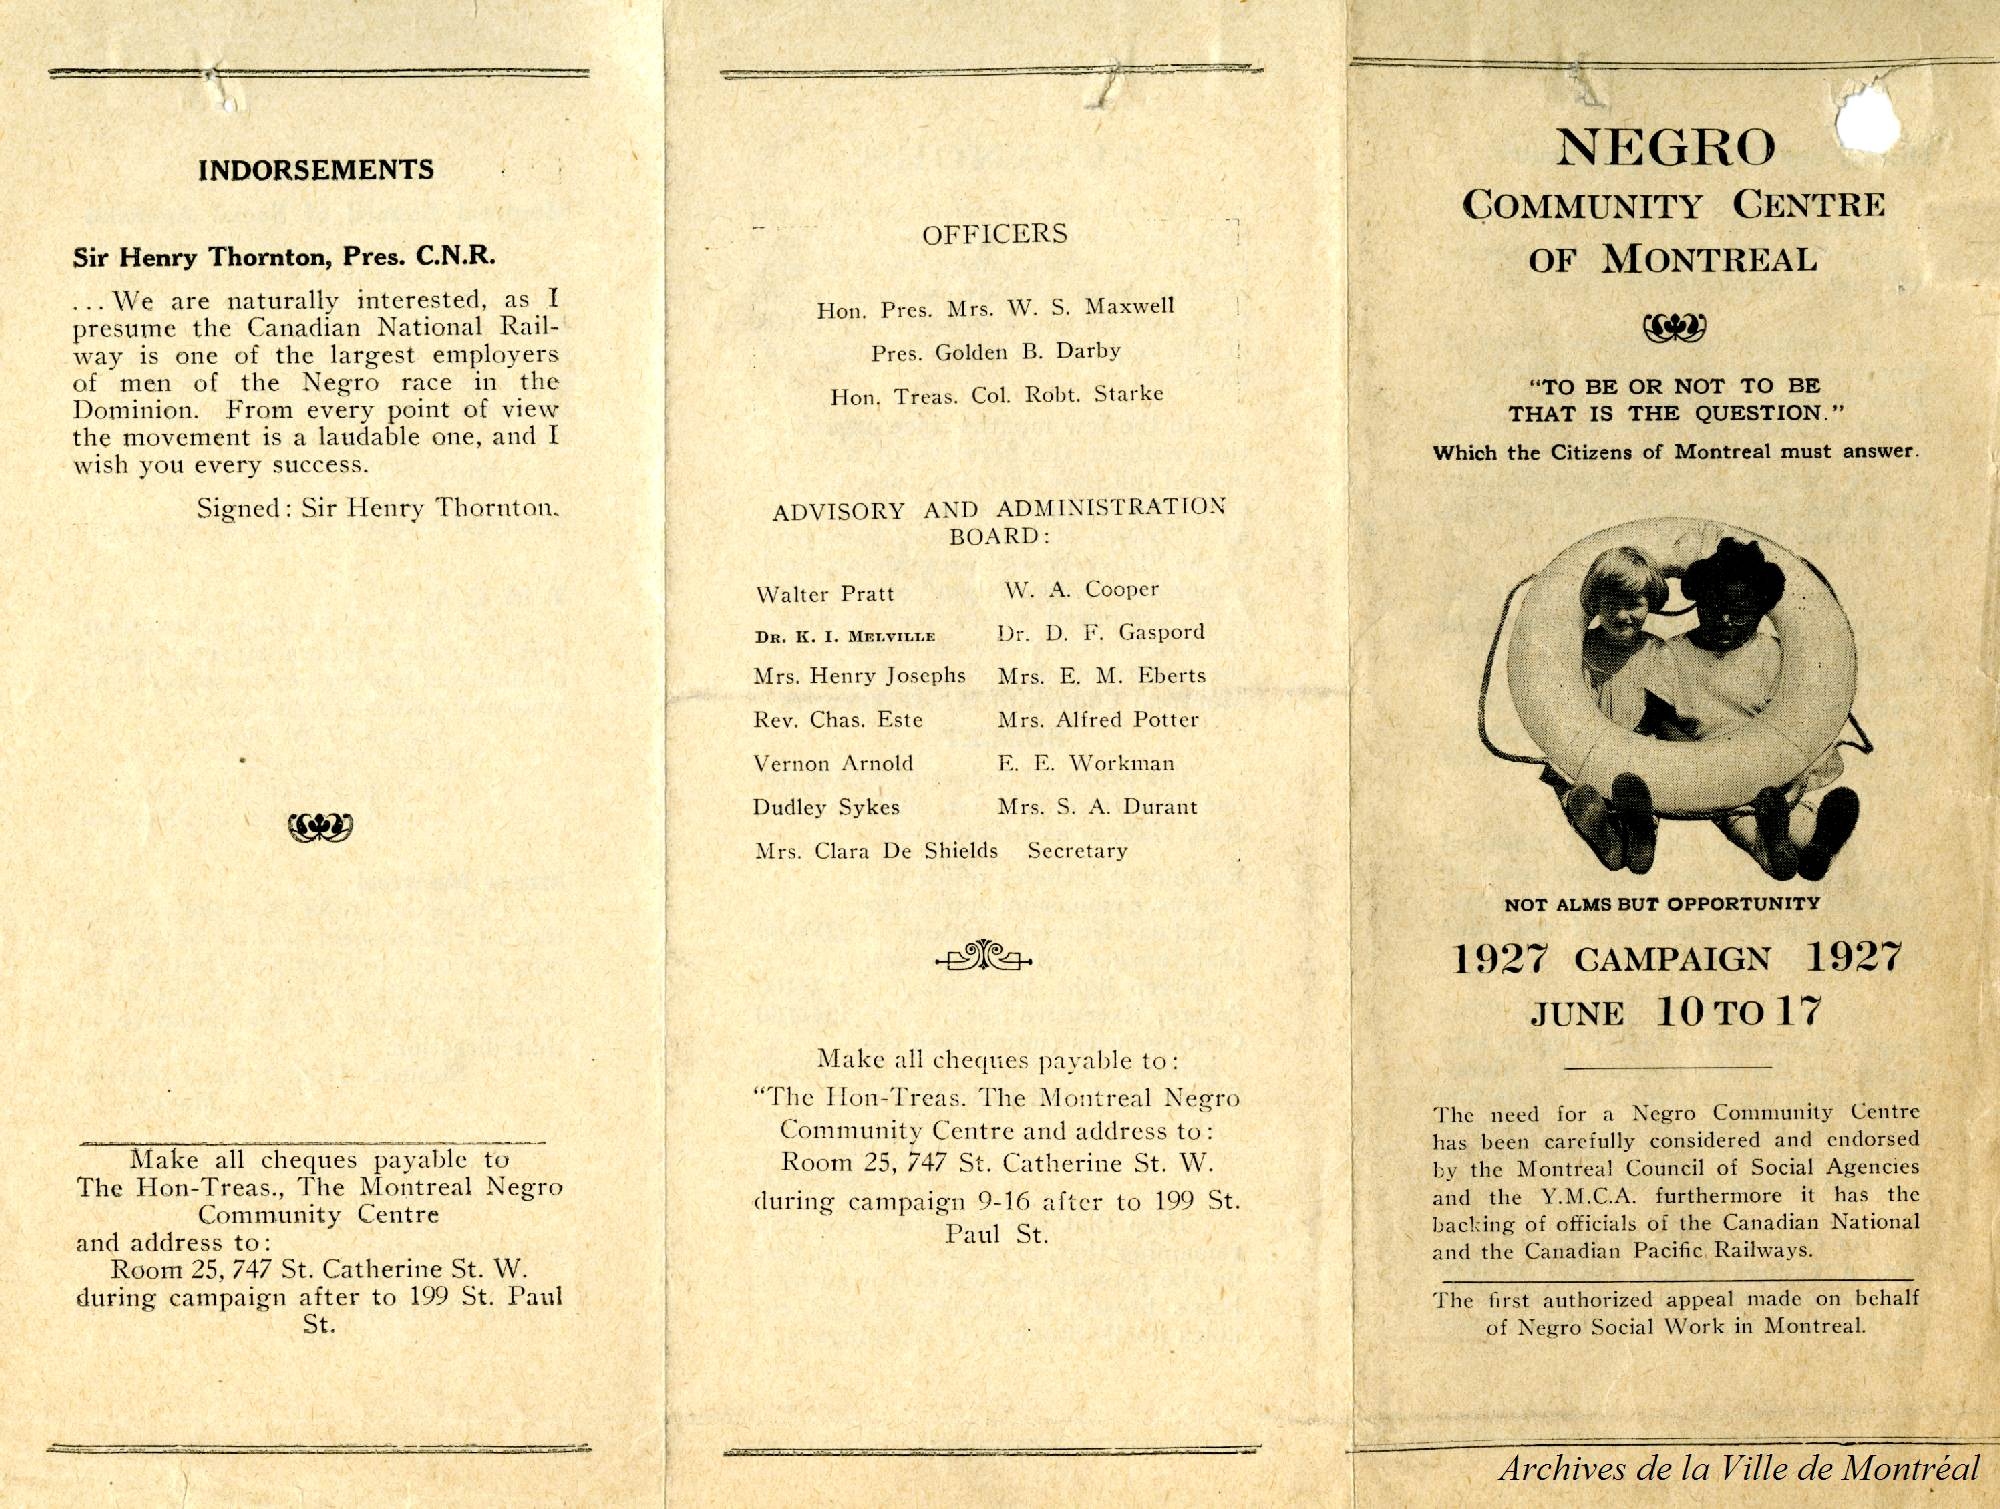 INDORSEMENTS
Sir Henry Thornton, Pres. C.N.R.
...We are naturally interested, as I
presume the Canadian National Rail-
way is one of the largest employers
of men of the Negro race in the
Dominion. From every point of view
the movement is a laudable one, and I
wish you every success.
Signed: Sir Henry Thornton.
Make all cheques payable to
The Hon-Treas., The Montreal Negro
Community Centre
and address to:
Room 25, 747 St. Catherine St. W.
during campaign after to 199 St. Paul
St.
OFFICERS
Hon. Pres. Mrs. W. S. Maxwell
Pres. Golden B. Darby
Hon. Treas. Col. Robt. Starke
ADVISORY AND ADMINISTRATION
BOARD:
Walter Pratt W. A. Cooper
DR. K. I. MELVILLE Dr. D. F. Gaspord
Mrs. Henry Josephs Mrs. E. M. Eberts
Rev. Chas. Este Mrs. Alfred Potter
Vernon Arnold E. E. Workman
Dudley Sykes Mrs. S. A. Durant
Mrs. Clara De Shields Secretary
Make all cheques payable to:
"The Hon-Treas. The Montreal Negro
Community Centre and address to:
Room 25, 747 St. Catherine St. W.
during campaign 9-16 after to 199 St.
Paul St.
NEGRO
COMMUNITY CENTRE
OF MONTREAL
"TO BE OR NOT TO BE
THAT IS THE QUESTION."
Which the Citizens of Montreal must answer.
NOT ALMS BUT OPPORTUNITY
1927 CAMPAIGN 1927
JUNE 10 TO 17
The need for a Negro Community Centre
has been carefully considered and endorsed
by the Montreal Council of Social Agencies
and the Y.M.C.A. furthermore it has the
backing of officials of the Canadian National
and the Canadian Pacific Railways.
The first authorized appeal made on behalf
of Negro Social Work in Montreal.
Archives de la Ville de Montréal